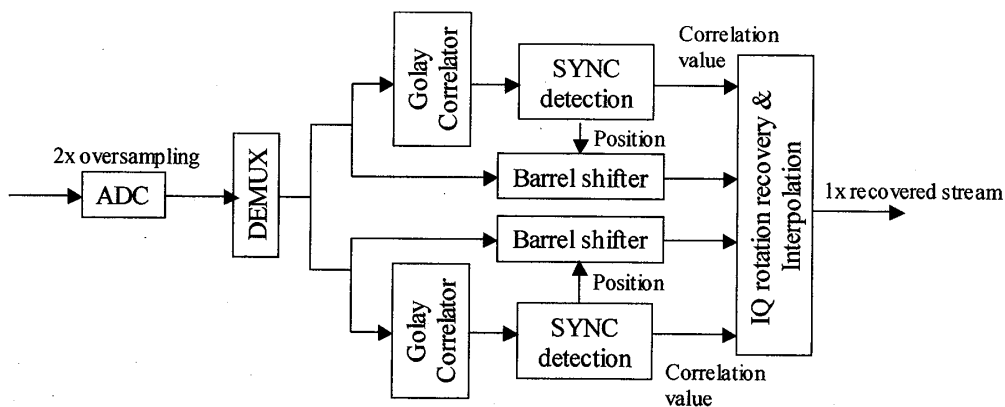 2x oversampling
ADC
DEMUX
Golay
Correlator
SYNC
detection
Correlation
value
Position
Barrel shifter
Barrel shifter
Position
Golay
Correlator
SYNC
detection
Correlation
value
IQ rotation recovery &
Interpolation
1x recovered stream